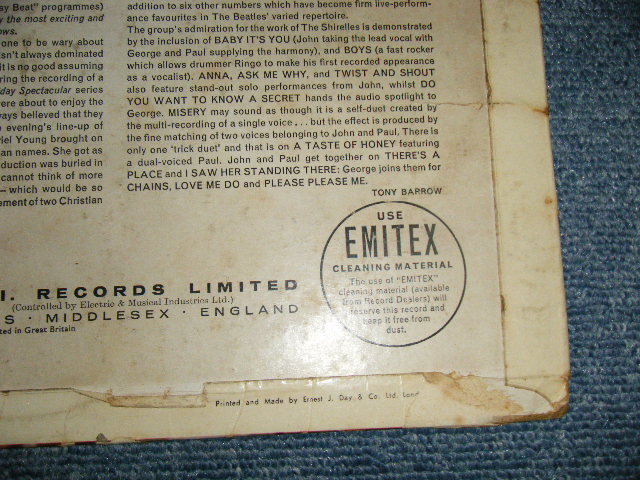 ay Beat" programmes)
y the most exciting and
ows.
one to be wary about
sn't always dominated
it is no good assuming
ring the recording of a
day Spectacular series
ere about to enjoy the
ays believed that they
e evening's line-up of
riel Young brought on
an names. She got as
duction was buried in
cannot think of more
— which would be so
ement of two Christian
addition to six other numbers which have become firm live-perform-
ance favourites in The Beatles' varied repertoire.
The group's admiration for the work of The Shirelles is demonstrated
by the inclusion of BABY IT'S YOU (John taking the lead vocal with
George and Paul supplying the harmony), and BOYS (a fast rocker
which allows drummer Ringo to make his first recorded appearance
as a vocalist). ANNA, ASK ME WHY, and TWIST AND SHOUT
also feature stand-out solo performances from John, whilst DO
YOU WANT TO KNOW A SECRET hands the audio spotlight to
George. MISERY may sound as though it is a self-duet created by
the multi-recording of a single voice . . . but the effect is produced by
the fine matching of two voices belonging to John and Paul. There is
only one 'trick duet' and that is on A TASTE OF HONEY featuring
a dual-voiced Paul. John and Paul get together on THERE'S A
PLACE and I SAW HER STANDING THERE: George joins them for
CHAINS, LOVE ME DO and PLEASE PLEASE ME.
TONY BARROW
USE
EMITEX
CLEANING MATERIAL
The use of "EMITEX"
cleaning material (available
from Record Dealers) will
preserve this record and
keep it free from
dust.
I. RECORDS LIMITED
(Controlled by Electric & Musical Industries Ltd.)
S · MIDDLESEX · ENGLAND
ted in Great Britain
Printed and Made by Ernest J. Day & Co. Ltd. Lond